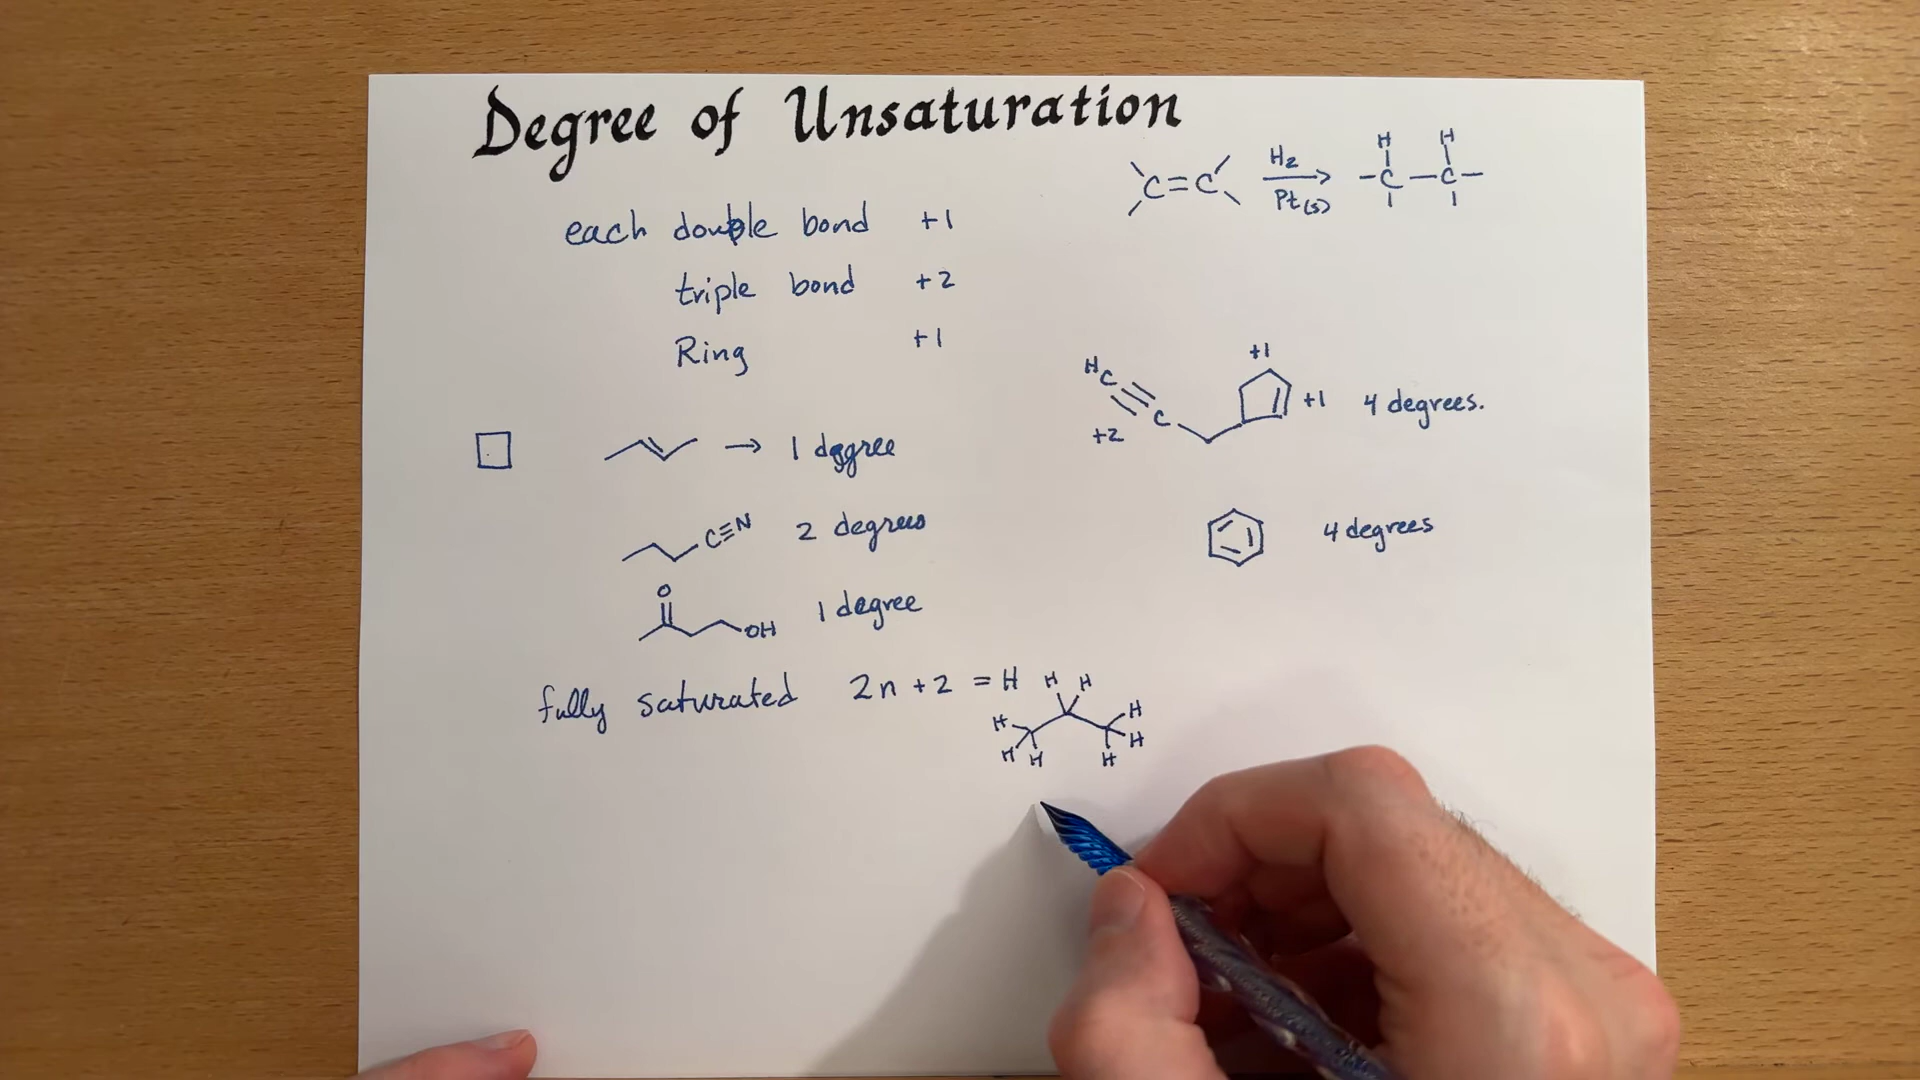 Degree of Unsaturation
C=C H2 Pt(s) H H -C-C-
each double bond +1
triple bond +2
Ring +1
HC≡C +2 +1 +1 4 degrees.
→ 1 degree
C≡N 2 degrees
4 degrees
O OH 1 degree
fully saturated 2n+2 = H
H H H H H H H H